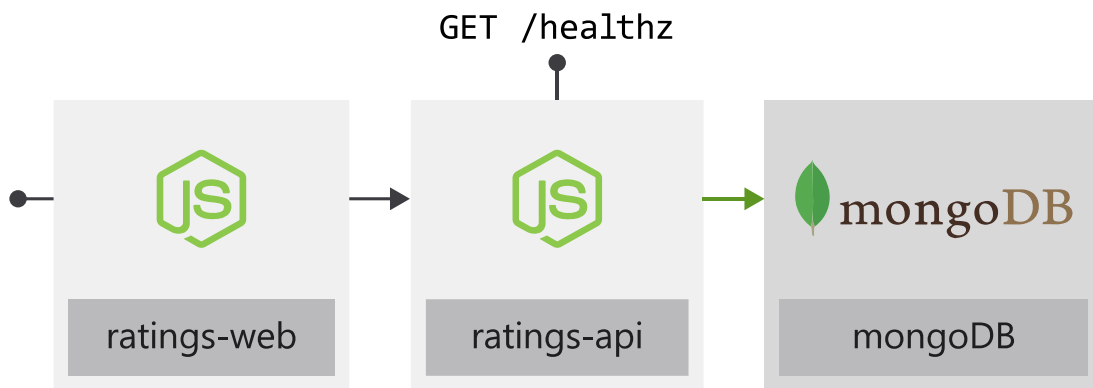 GET /healthz
JS
JS
mongoDB
ratings-web
ratings-api
mongoDB